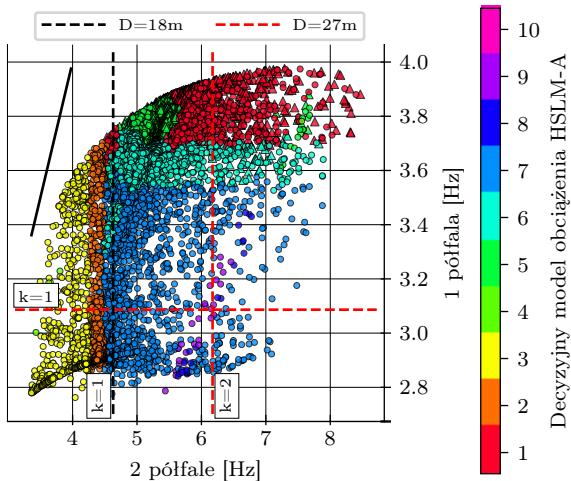 D=18m
D=27m
4.0
3.8
3.6
3.4
3.2
3.0
2.8
1 półfala [Hz]
k=1
k=1
k=2
4
5
6
7
8
2 półfale [Hz]
10
9
8
7
6
5
4
3
2
1
Decyzyjny model obciążenia HSLM-A